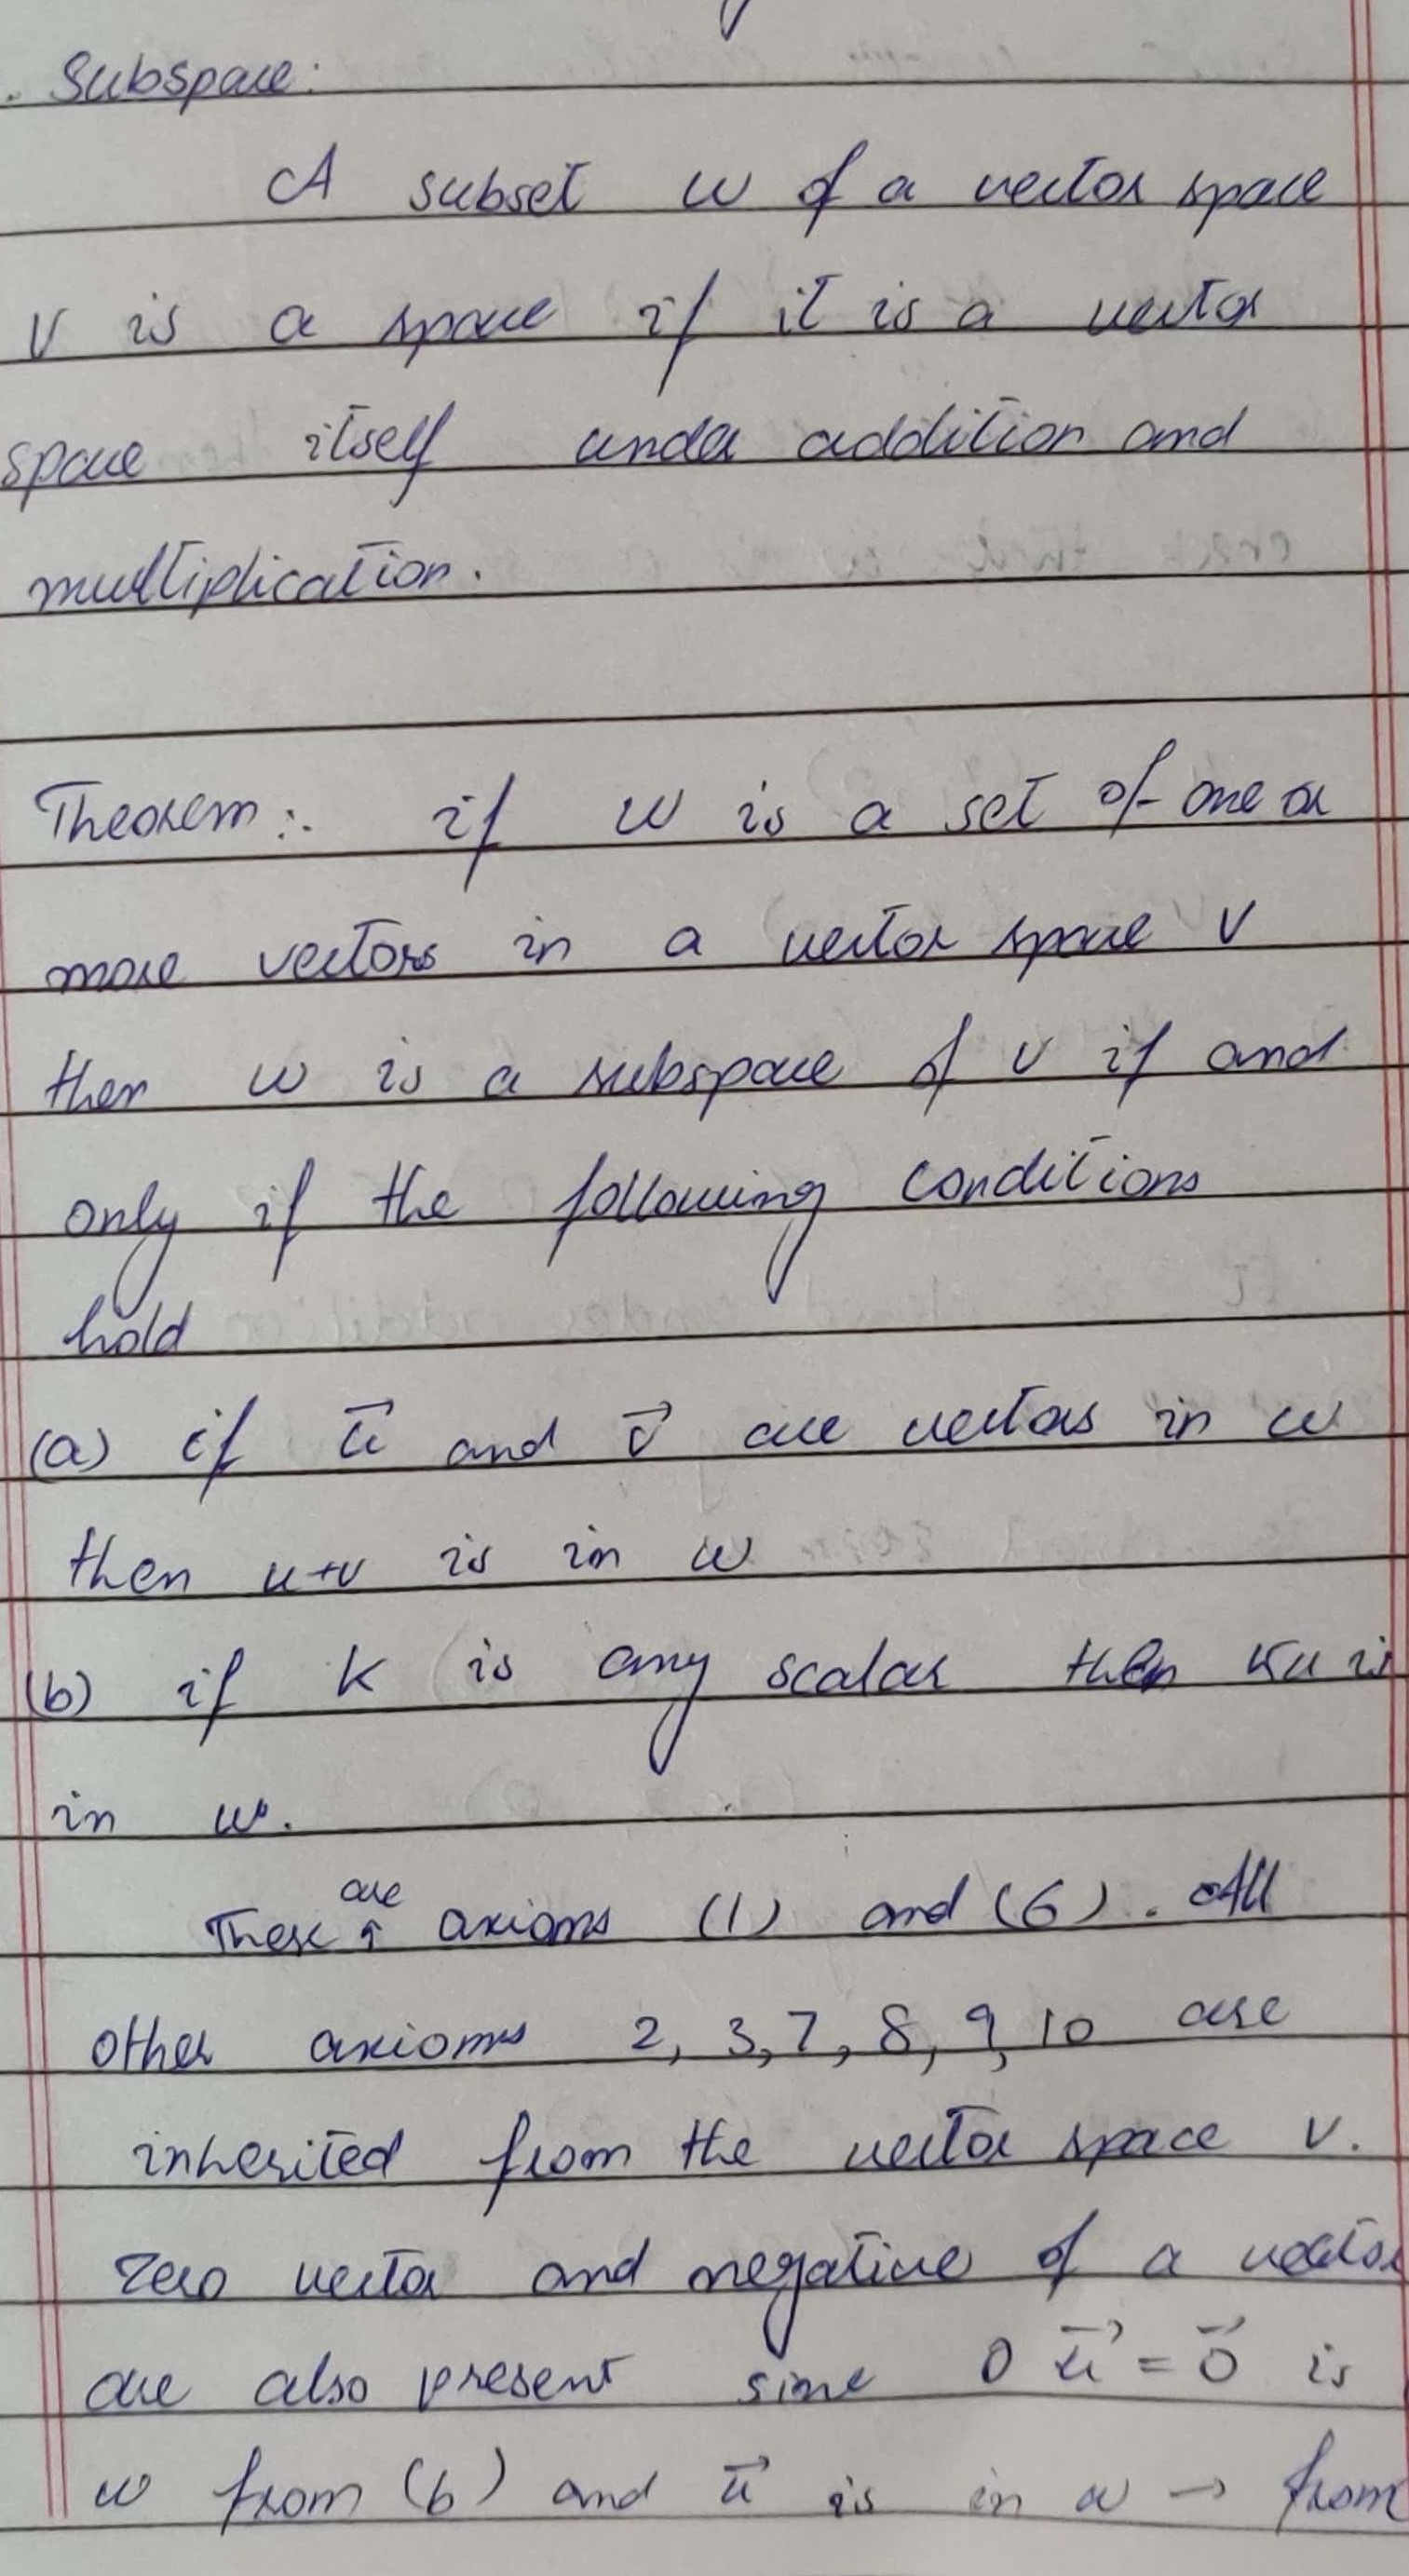 Subspace:
A subset w of a vector space
V is a space if it is a vector
space itself under addition and
multiplication.
Theorem:. if w is a set of one or
more vectors in a vector space V
then w is a subspace of V if and
only if the following conditions
hold
(a) if u⃗ and v⃗ are vectors in w
then u+v is in w
(b) if K is any scalar then Ku is
in w.
These are axioms (1) and (6). All
other axioms 2, 3, 7, 8, 9, 10 are
inherited from the vector space V.
Zero vector and negative of a vector
are also present since 0 u⃗ = 0⃗ is
w from (b) and u⃗ is in w → from